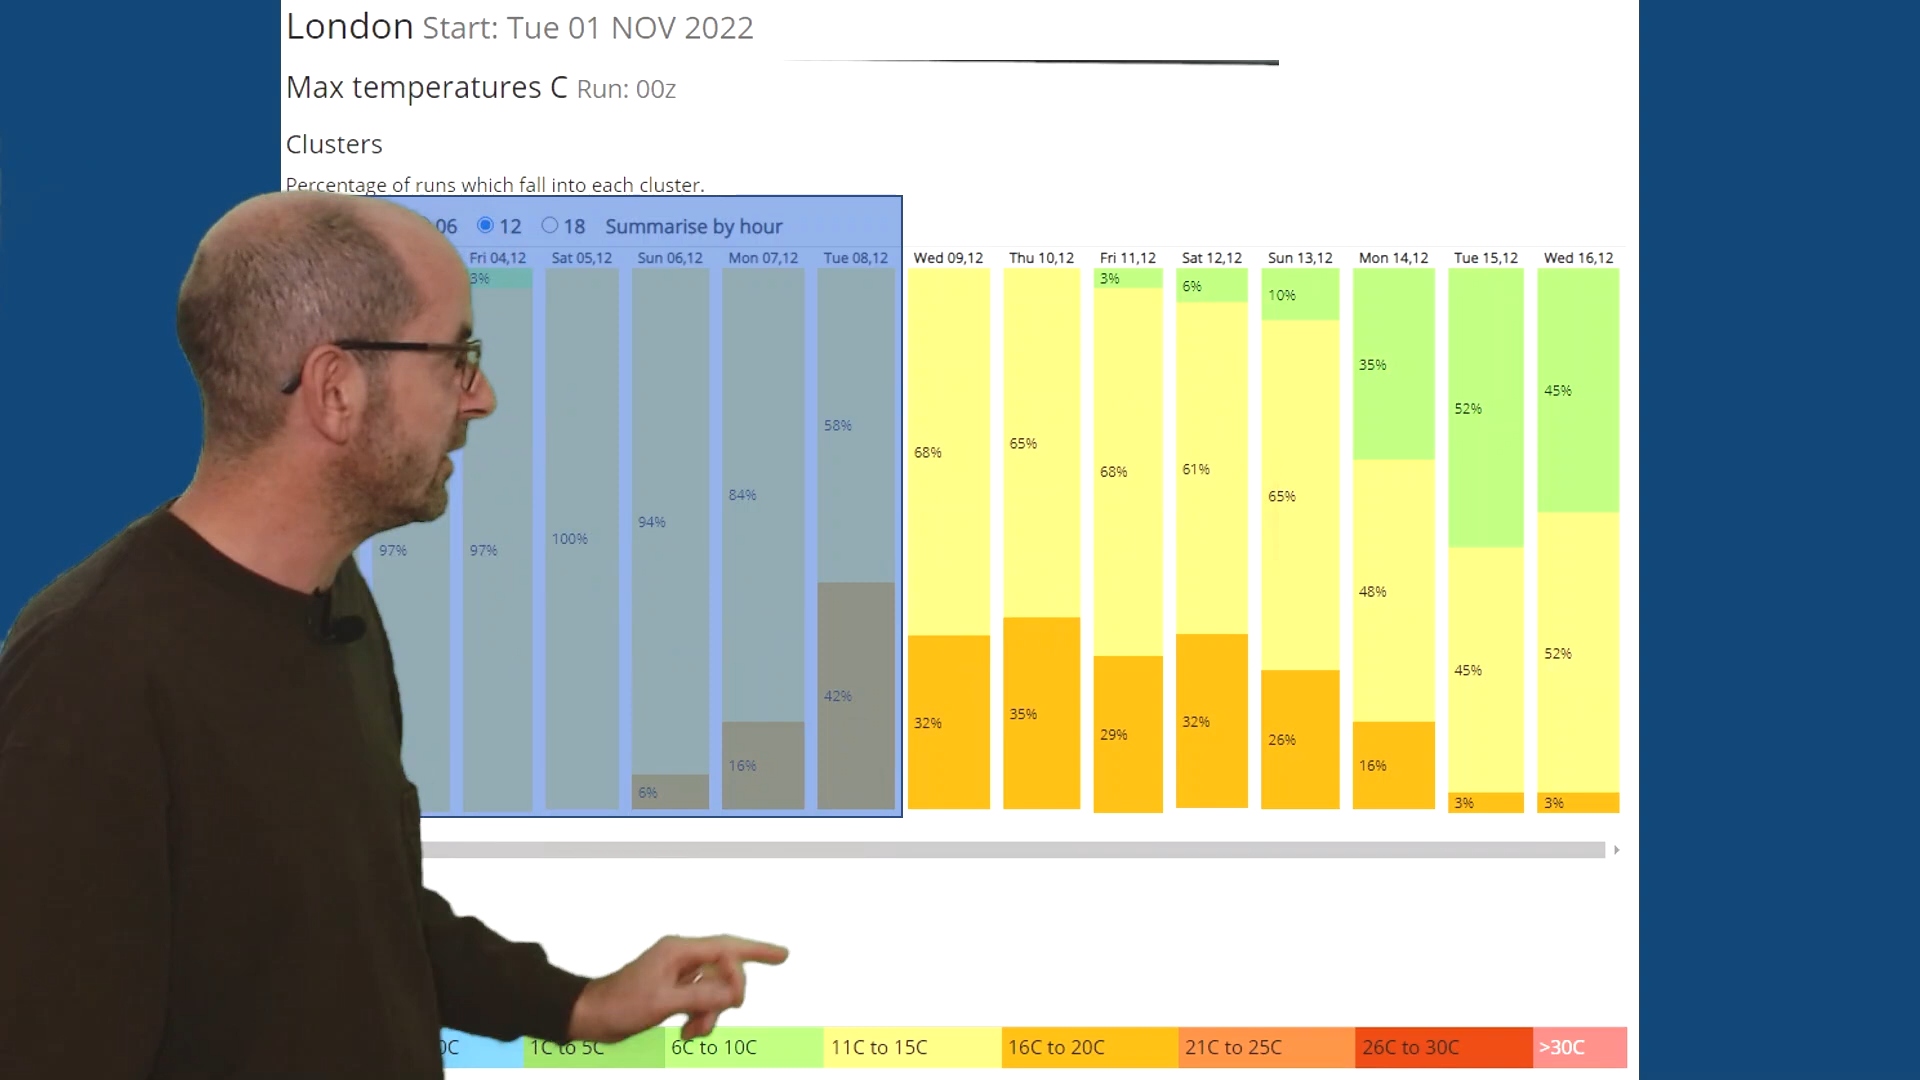 London Start: Tue 01 NOV 2022
Max temperatures C Run: 00z
Clusters
Percentage of runs which fall into each cluster.
06 12 18 Summarise by hour
Fri 04,12 Sat 05,12 Sun 06,12 Mon 07,12 Tue 08,12 Wed 09,12 Thu 10,12 Fri 11,12 Sat 12,12 Sun 13,12 Mon 14,12 Tue 15,12 Wed 16,12
3% 3% 6% 10%
35% 52% 45%
97% 97% 100% 94% 84% 58% 68% 65% 68% 61% 65% 48% 45% 52%
6% 16% 42% 32% 35% 29% 32% 26% 16% 3% 3%
0C 1C to 5C 6C to 10C 11C to 15C 16C to 20C 21C to 25C 26C to 30C >30C